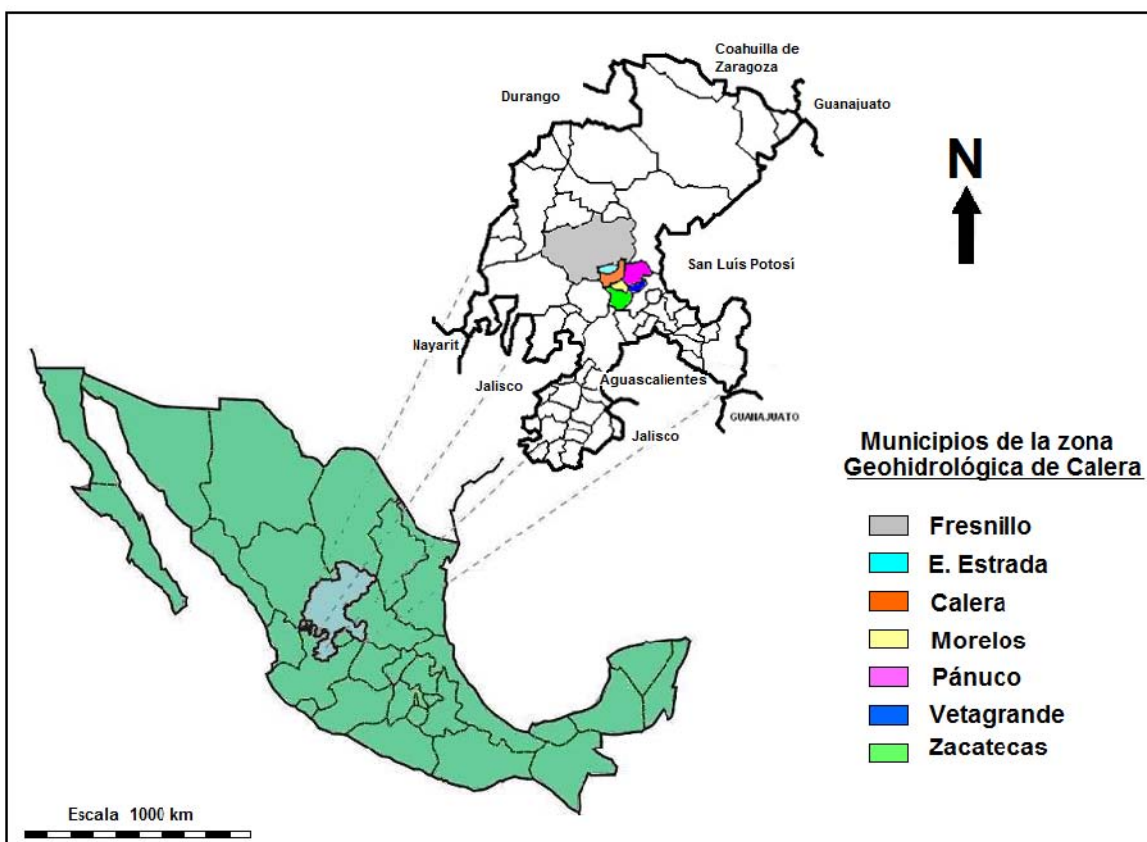 Coahuilla de
Zaragoza
Durango
Guanajuato
N
San Luís Potosí
Nayarit
Jalisco
Aguascalientes
GUANAJUATO
Jalisco
Municipios de la zona
Geohidrológica de Calera
Fresnillo
E. Estrada
Calera
Morelos
Pánuco
Vetagrande
Zacatecas
Escala 1000 km